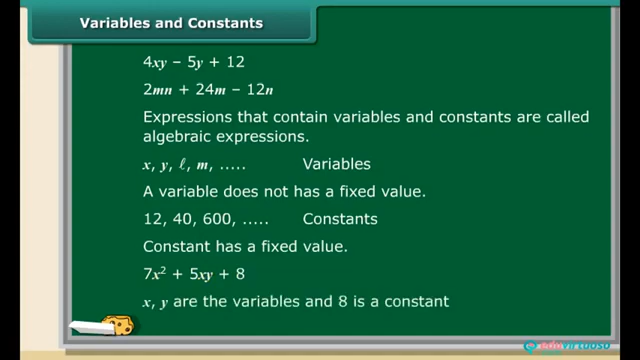 Variables and Constants
4xy − 5y + 12
2mn + 24m − 12n
Expressions that contain variables and constants are called
algebraic expressions.
x, y, ℓ, m, ..... Variables
A variable does not has a fixed value.
12, 40, 600, ..... Constants
Constant has a fixed value.
7x² + 5xy + 8
x, y are the variables and 8 is a constant
eduvirtuoso